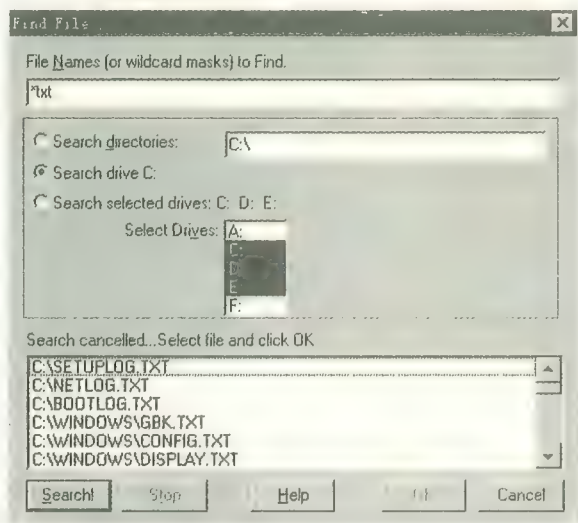 Find File
File Names (or wildcard masks) to Find.
*txt
Search directories: C:\
Search drive C:
Search selected drives: C: D: E:
Select Drives: A:
C:
D:
E:
F:
Search cancelled...Select file and click OK
C:\SETUPLOG.TXT
C:\NETLOG.TXT
C:\BOOTLOG.TXT
C:\WINDOWS\GBK.TXT
C:\WINDOWS\CONFIG.TXT
C:\WINDOWS\DISPLAY.TXT
Search! Stop Help Cancel